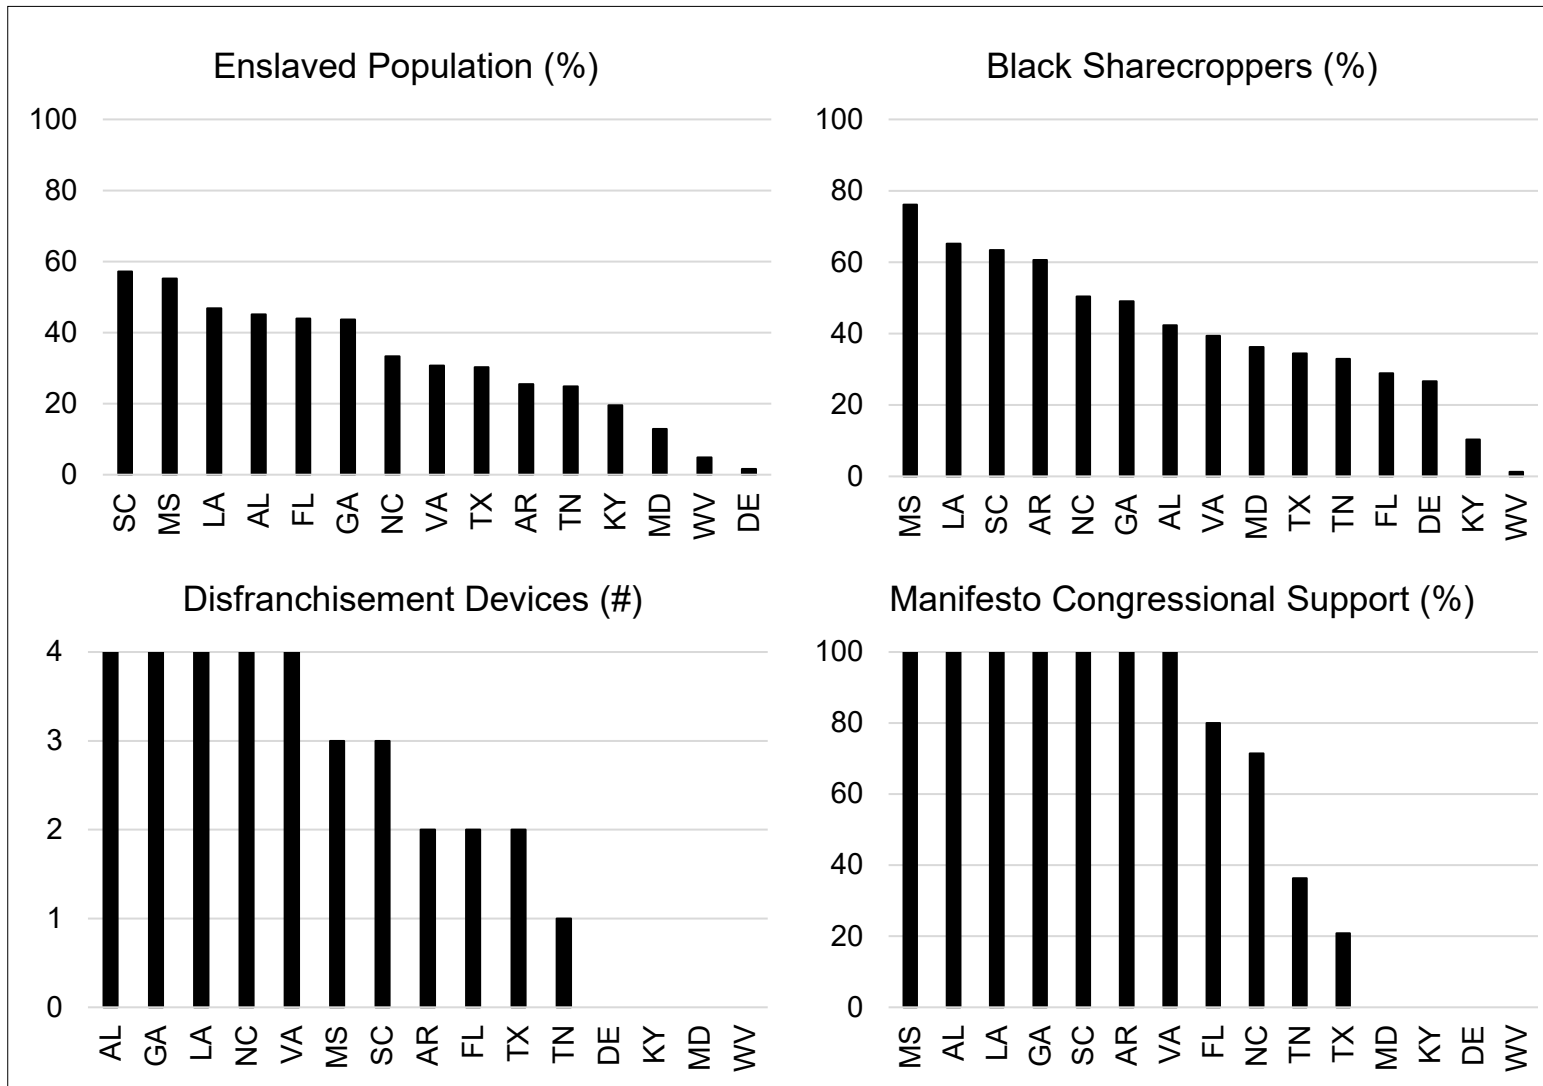 Enslaved Population (%)
100
80
60
40
20
0
SC MS LA AL FL GA NC VA TX AR TN KY MD WV DE
Black Sharecroppers (%)
100
80
60
40
20
0
MS LA SC AR NC GA AL VA MD TX TN FL DE KY WV
Disfranchisement Devices (#)
4
3
2
1
0
AL GA LA NC VA MS SC AR FL TX TN DE KY MD WV
Manifesto Congressional Support (%)
100
80
60
40
20
0
MS AL LA GA SC AR VA FL NC TN TX MD KY DE WV